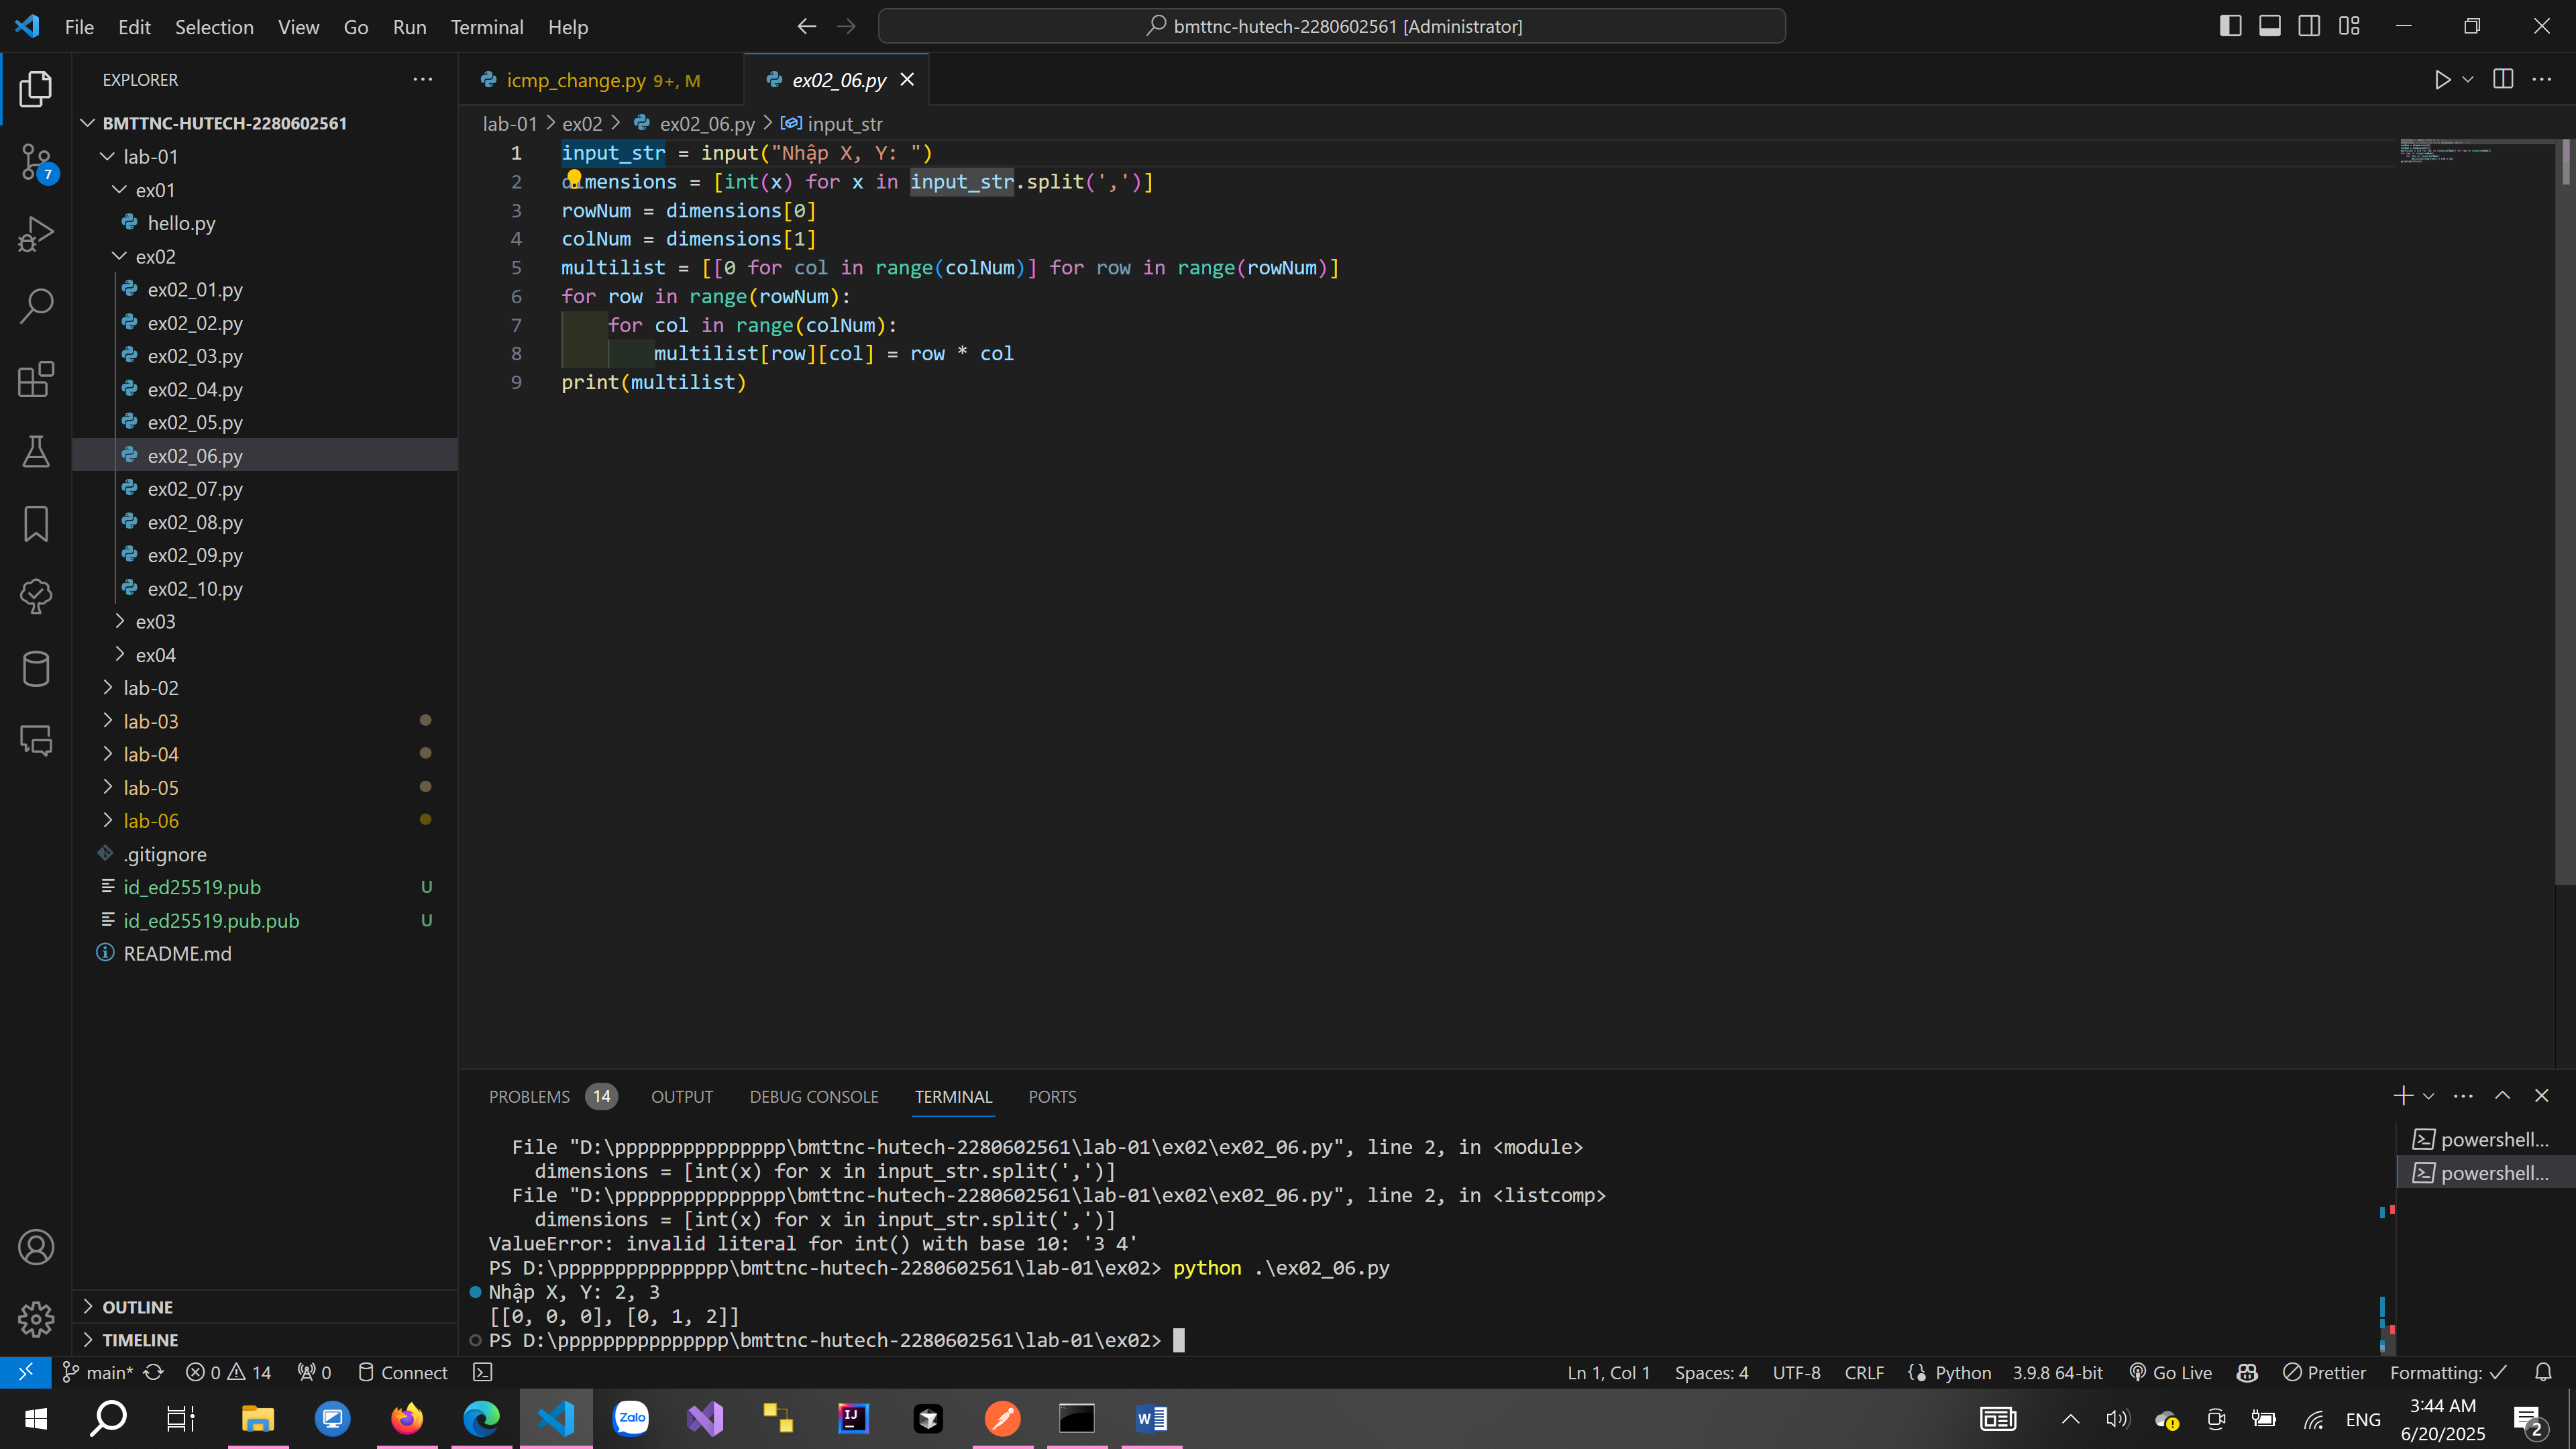 File Edit Selection View Go Run Terminal Help
bmttnc-hutech-2280602561 [Administrator]
EXPLORER
BMTTNC-HUTECH-2280602561
lab-01
ex01
hello.py
ex02
ex02_01.py
ex02_02.py
ex02_03.py
ex02_04.py
ex02_05.py
ex02_06.py
ex02_07.py
ex02_08.py
ex02_09.py
ex02_10.py
ex03
ex04
lab-02
lab-03
lab-04
lab-05
lab-06
.gitignore
id_ed25519.pub U
id_ed25519.pub.pub U
README.md
OUTLINE
TIMELINE
7
icmp_change.py 9+, M
ex02_06.py
lab-01 > ex02 > ex02_06.py > input_str
1 input_str = input("Nhập X, Y: ")
2 dimensions = [int(x) for x in input_str.split(',')]
3 rowNum = dimensions[0]
4 colNum = dimensions[1]
5 multilist = [[0 for col in range(colNum)] for row in range(rowNum)]
6 for row in range(rowNum):
7 for col in range(colNum):
8 multilist[row][col] = row * col
9 print(multilist)
PROBLEMS 14 OUTPUT DEBUG CONSOLE TERMINAL PORTS
File "D:\ppppppppppppppp\bmttnc-hutech-2280602561\lab-01\ex02\ex02_06.py", line 2, in <module>
dimensions = [int(x) for x in input_str.split(',')]
File "D:\ppppppppppppppp\bmttnc-hutech-2280602561\lab-01\ex02\ex02_06.py", line 2, in <listcomp>
dimensions = [int(x) for x in input_str.split(',')]
ValueError: invalid literal for int() with base 10: '3 4'
PS D:\ppppppppppppppp\bmttnc-hutech-2280602561\lab-01\ex02> python .\ex02_06.py
Nhập X, Y: 2, 3
[[0, 0, 0], [0, 1, 2]]
PS D:\ppppppppppppppp\bmttnc-hutech-2280602561\lab-01\ex02>
powershell...
powershell...
main* 0 14 0 Connect
Ln 1, Col 1 Spaces: 4 UTF-8 CRLF Python 3.9.8 64-bit Go Live Prettier Formatting:
Zalo
IJ
W
ENG
3:44 AM
6/20/2025
2